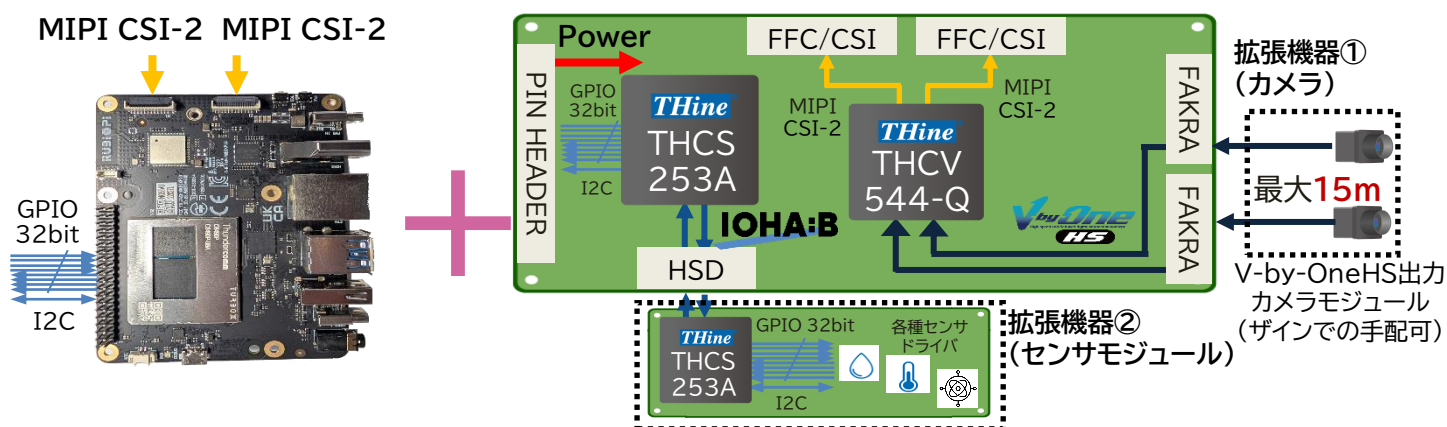 MIPI CSI-2
MIPI CSI-2
RUBiKPi
Thundercomm
GPIO
32bit
I2C
PIN HEADER
Power
GPIO
32bit
I2C
THine
THCS
253A
FFC/CSI
FFC/CSI
MIPI
CSI-2
MIPI
CSI-2
THine
THCV
544-Q
IOHA:B
V by One
HS
HSD
FAKRA
FAKRA
拡張機器①
(カメラ)
最大15m
V-by-OneHS出力
カメラモジュール
(ザインでの手配可)
THine
THCS
253A
GPIO 32bit
I2C
各種センサ
ドライバ
拡張機器②
(センサモジュール)